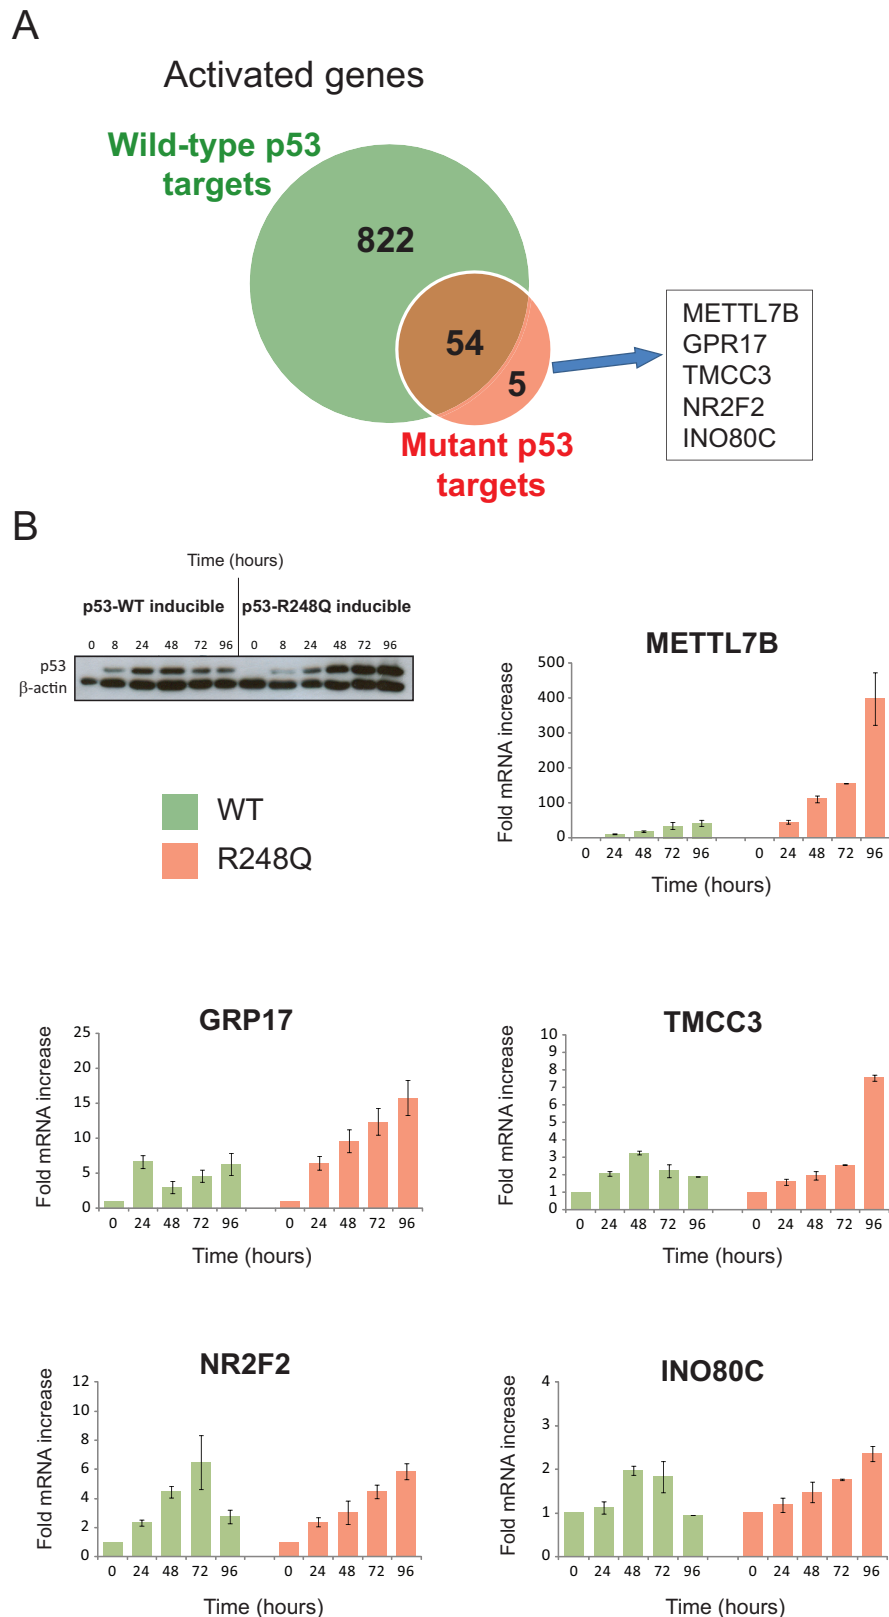 A
Activated genes
Wild-type p53
targets
822
54
5
Mutant p53
targets
METTL7B
GPR17
TMCC3
NR2F2
INO80C
B
Time (hours)
p53-WT inducible p53-R248Q inducible
0 8 24 48 72 96 0 8 24 48 72 96
p53
β-actin
WT
R248Q
METTL7B
Fold mRNA increase
500
400
300
200
100
0
0 24 48 72 96 0 24 48 72 96
Time (hours)
GRP17
Fold mRNA increase
25
20
15
10
5
0
0 24 48 72 96 0 24 48 72 96
Time (hours)
TMCC3
Fold mRNA increase
10
9
8
7
6
5
4
3
2
1
0
0 24 48 72 96 0 24 48 72 96
Time (hours)
NR2F2
Fold mRNA increase
12
10
8
6
4
2
0
0 24 48 72 96 0 24 48 72 96
Time (hours)
INO80C
Fold mRNA increase
4
3
2
1
0
0 24 48 72 96 0 24 48 72 96
Time (hours)